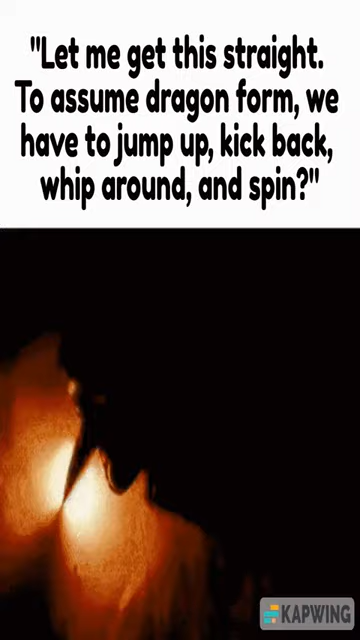 "Let me get this straight.
To assume dragon form, we
have to jump up, kick back,
whip around, and spin?"
KAPWING